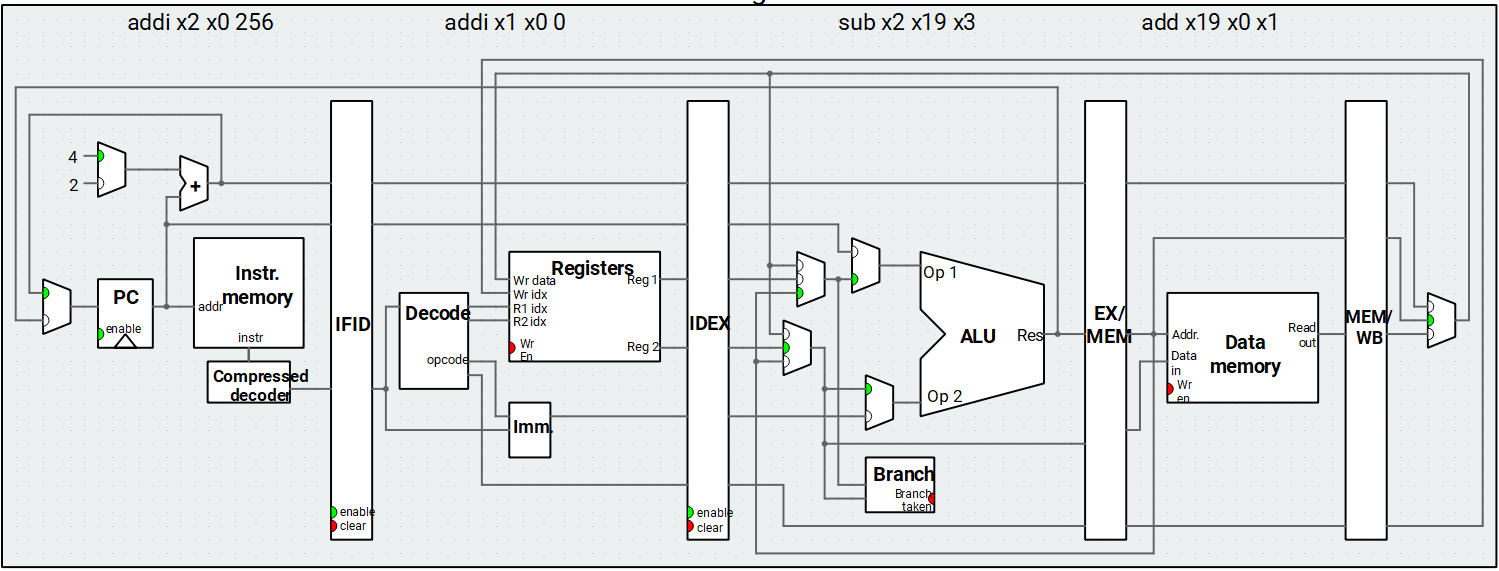 addi x2 x0 256
addi x1 x0 0
sub x2 x19 x3
add x19 x0 x1
4
2
+
PC
enable
Instr.
memory
addr
instr
Compressed
decoder
IFID
enable
clear
Decode
opcode
Registers
Wr data
Wr idx
R1 idx
R2 idx
Wr
En
Reg 1
Reg 2
Imm.
IDEX
enable
clear
Op 1
ALU
Res
Op 2
Branch
Branch
taken
EX/
MEM
Addr.
Data
in
Wr
en
Data
memory
Read
out
MEM/
WB